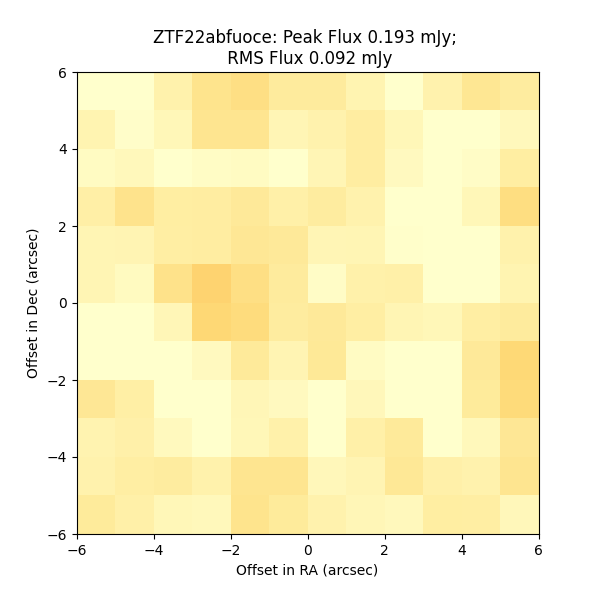 ZTF22abfuoce: Peak Flux 0.193 mJy;
RMS Flux 0.092 mJy
6
4
2
0
−2
−4
−6
Offset in Dec (arcsec)
−6 −4 −2 0 2 4 6
Offset in RA (arcsec)